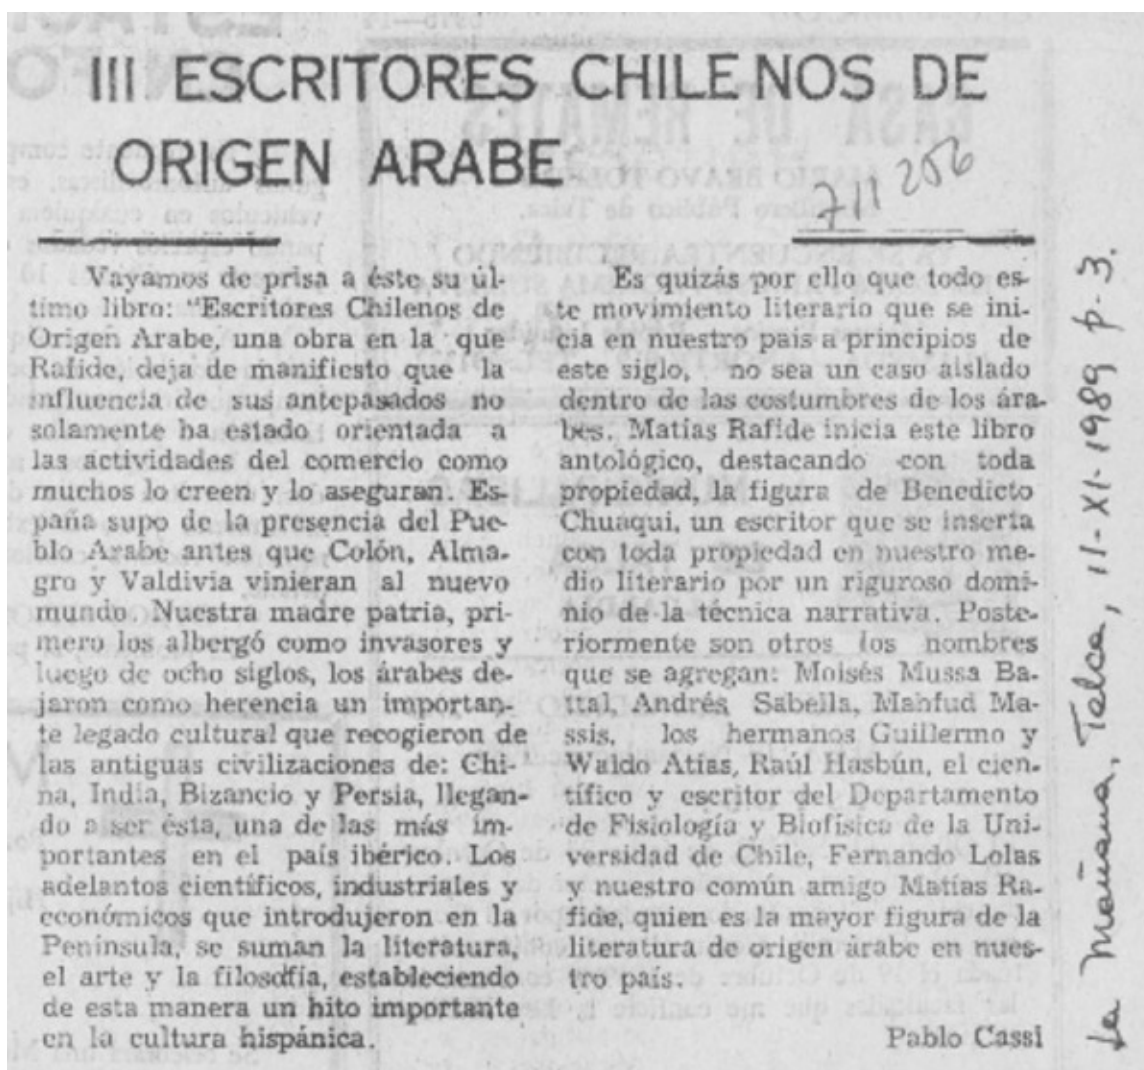 III ESCRITORES CHILENOS DE
ORIGEN ARABE
711 206
Vayamos de prisa a éste su úl-
timo libro: "Escritores Chilenos de
Origen Arabe, una obra en la que
Rafide, deja de manifiesto que la
influencia de sus antepasados no
solamente ha estado orientada a
las actividades del comercio como
muchos lo creen y lo aseguran. Es-
paña supo de la presencia del Pue-
blo Arabe antes que Colón, Alma-
gro y Valdivia vinieran al nuevo
mundo. Nuestra madre patria, pri-
mero los albergó como invasores y
luego de ocho siglos, los árabes de-
jaron como herencia un importan-
te legado cultural que recogieron de
las antiguas civilizaciones de: Chi-
na, India, Bizancio y Persia, llegan-
do a ser ésta, una de las más im-
portantes en el país ibérico. Los
adelantos científicos, industriales y
económicos que introdujeron en la
Península, se suman la literatura,
el arte y la filosofía, estableciendo
de esta manera un hito importante
en la cultura hispánica.
Es quizás por ello que todo es-
te movimiento literario que se ini-
cia en nuestro país a principios de
este siglo, no sea un caso aislado
dentro de las costumbres de los ára-
bes. Matías Rafide inicia este libro
antológico, destacando con toda
propiedad, la figura de Benedicto
Chuaqui, un escritor que se inserta
con toda propiedad en nuestro me-
dio literario por un riguroso domi-
nio de la técnica narrativa. Poste-
riormente son otros los nombres
que se agregan: Moisés Mussa Ba-
ttal, Andrés Sabella, Mahfud Ma-
ssis, los hermanos Guillermo y
Waldo Atías, Raúl Hasbún, el cien-
tífico y escritor del Departamento
de Fisiología y Biofísica de la Uni-
versidad de Chile, Fernando Lolas
y nuestro común amigo Matías Ra-
fide, quien es la mayor figura de la
literatura de origen árabe en nues-
tro país.
Pablo Cassi
La Mañana, Talca, 11-XI-1989 p.3.